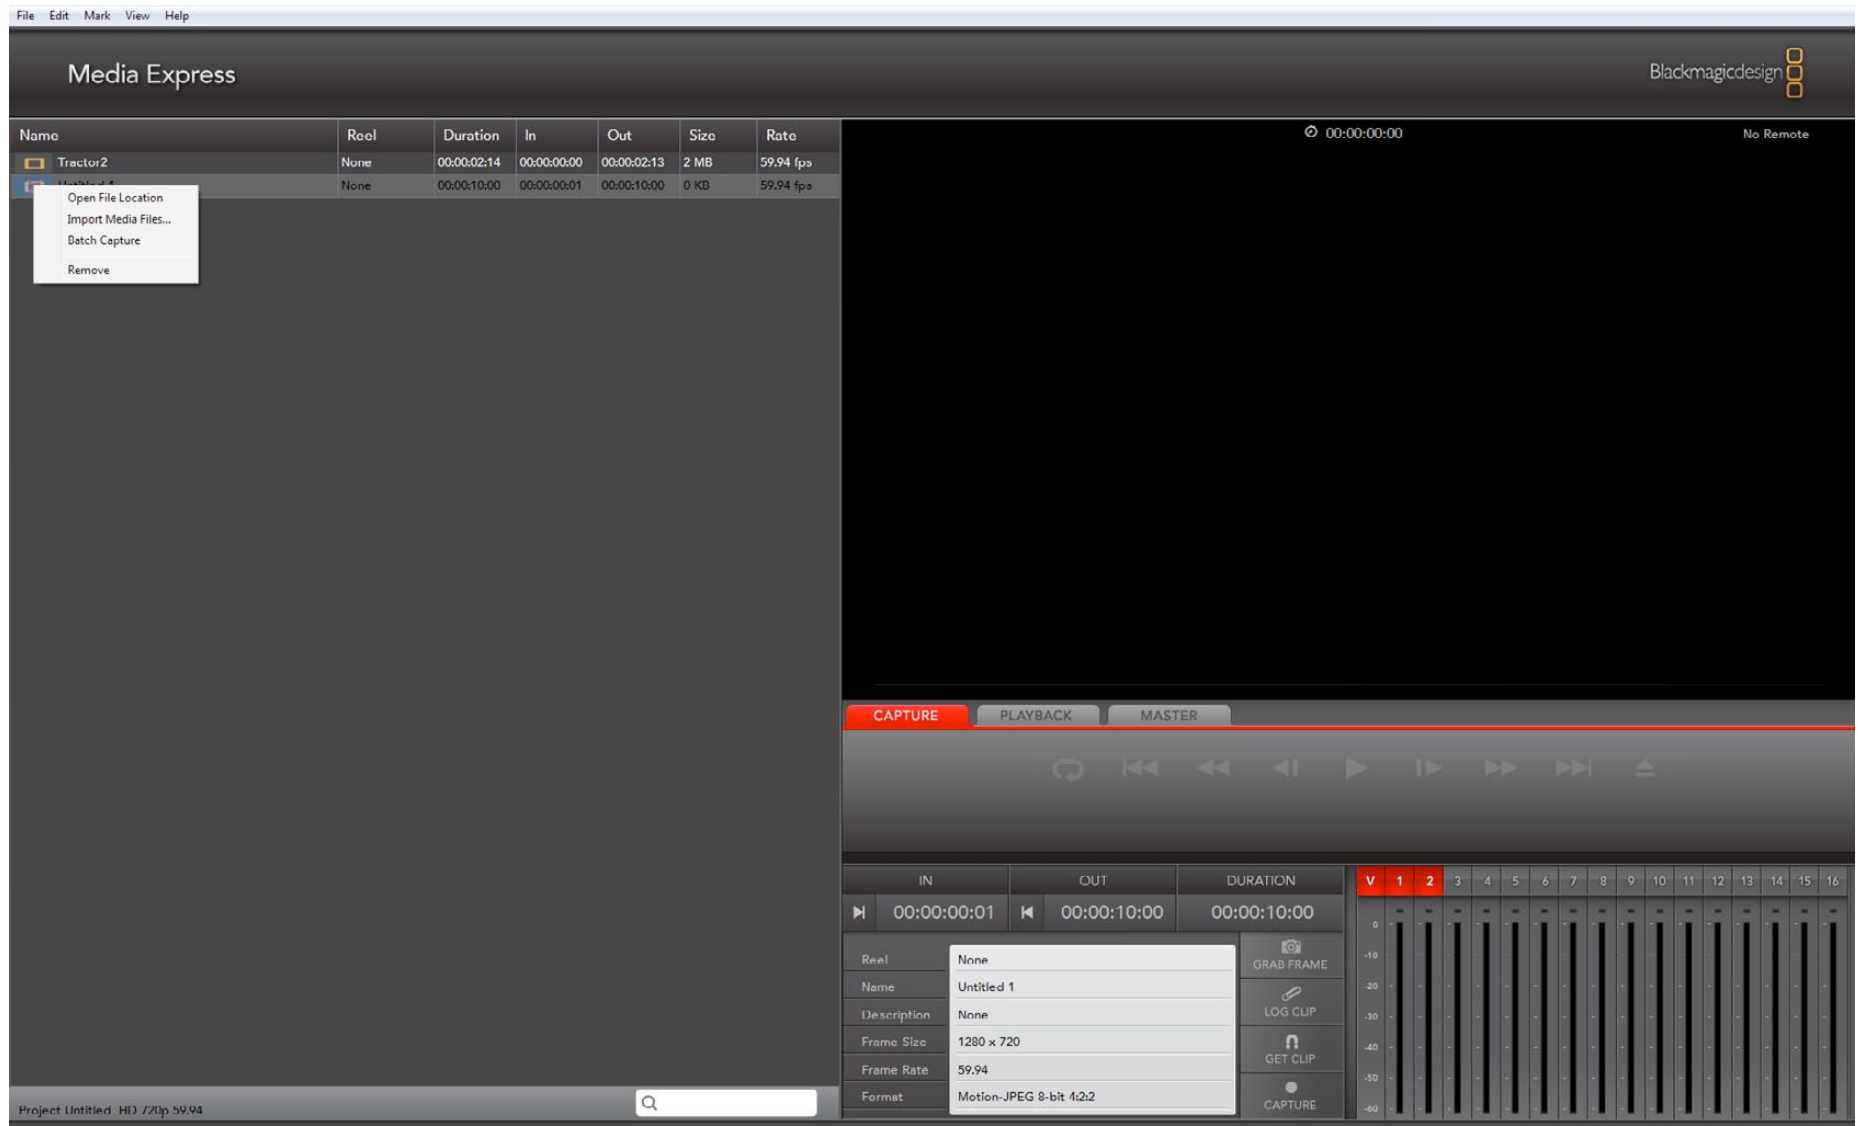 File Edit Mark View Help
Media Express
Blackmagicdesign
Name Reel Duration In Out Size Rate
Tractor2 None 00:00:02:14 00:00:00:00 00:00:02:13 2 MB 59.94 fps
Untitled 1 None 00:00:10:00 00:00:00:01 00:00:10:00 0 KB 59.94 fps
Open File Location
Import Media Files...
Batch Capture
Remove
00:00:00:00 No Remote
CAPTURE PLAYBACK MASTER
IN OUT DURATION
00:00:00:01 00:00:10:00 00:00:10:00
Reel None
Name Untitled 1
Description None
Frame Size 1280 x 720
Frame Rate 59.94
Format Motion-JPEG 8-bit 4:2:2
GRAB FRAME
LOG CLIP
GET CLIP
CAPTURE
V 1 2 3 4 5 6 7 8 9 10 11 12 13 14 15 16
0
-10
-20
-30
-40
-50
-60
Project Untitled HD 720p 59.94